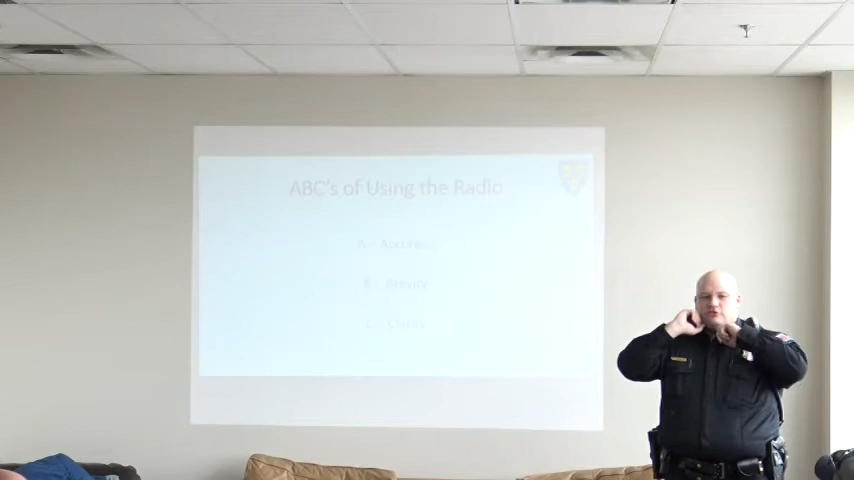 ABC's of Using the Radio
A - Accuracy
B - Brevity
C - Clarity